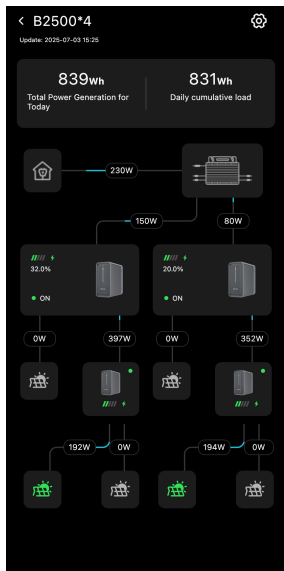 B2500*4
Update: 2025-07-03 15:25
839Wh
831Wh
Total Power Generation for
Today
Daily cumulative load
230W
150W
80W
32.0%
20.0%
ON
ON
0W
397W
0W
352W
192W
0W
194W
0W